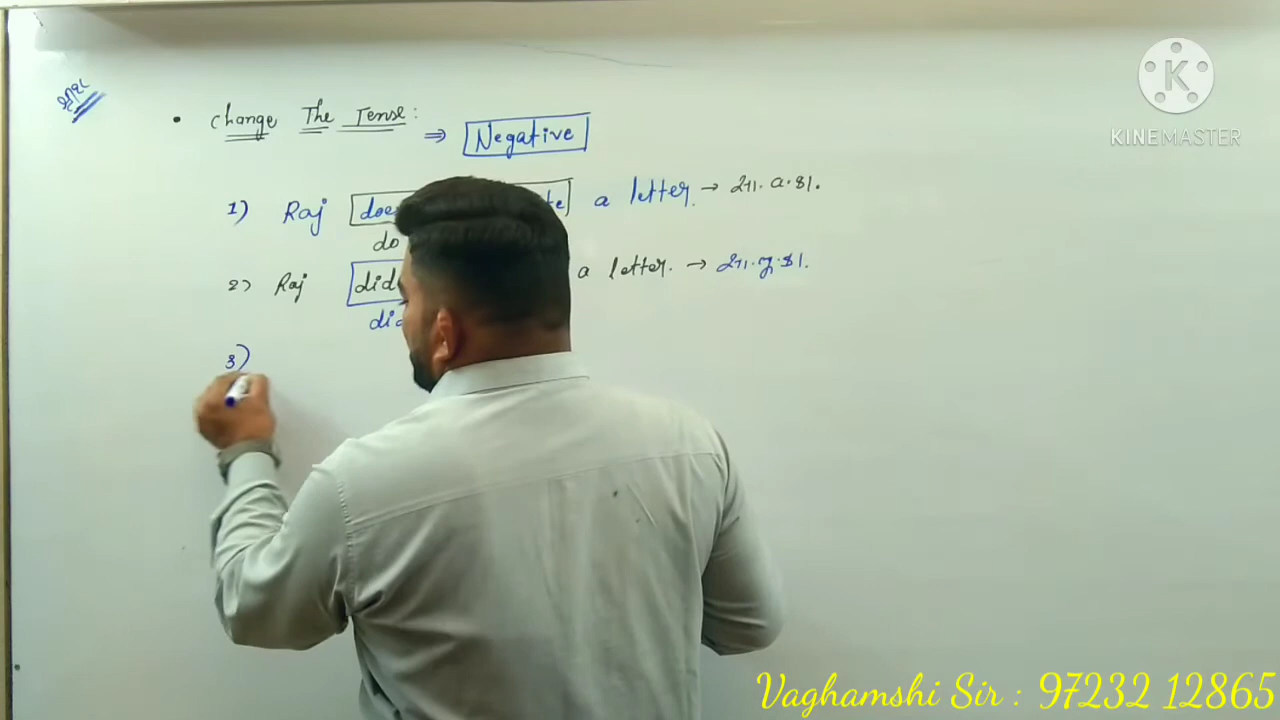 • Change The Tense :
⇒ Negative
1) Raj does te a letter. → સા. વ. કા.
do
2) Raj did a letter. → સા. ભૂ. કા.
did
3)
KINEMASTER
Vaghamshi Sir : 97232 12865